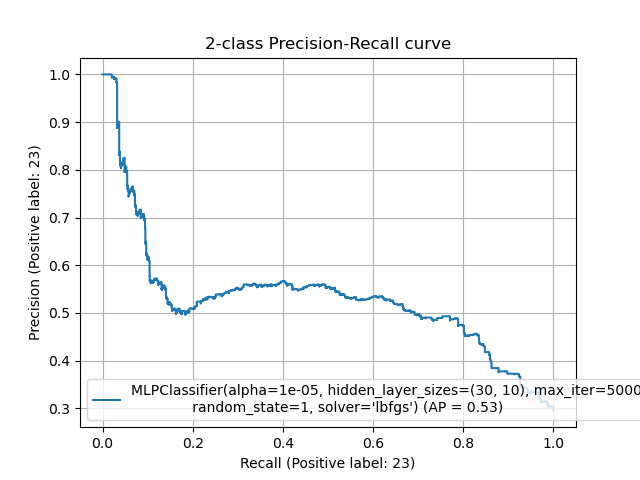 2-class Precision-Recall curve
1.0
0.9
0.8
0.7
0.6
0.5
0.4
0.3
Precision (Positive label: 23)
MLPClassifier(alpha=1e-05, hidden_layer_sizes=(30, 10), max_iter=5000
random_state=1, solver='lbfgs') (AP = 0.53)
0.0 0.2 0.4 0.6 0.8 1.0
Recall (Positive label: 23)